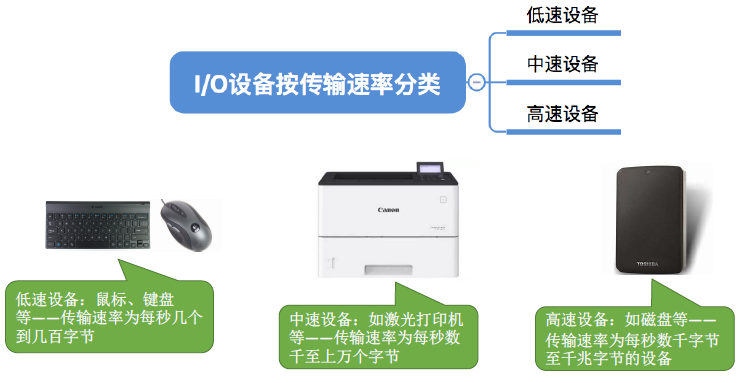 低速设备
I/O设备按传输速率分类
中速设备
高速设备
Canon
TOSHIBA
低速设备：鼠标、键盘
等——传输速率为每秒几个
到几百字节
中速设备：如激光打印机
等——传输速率为每秒数
千至上万个字节
高速设备：如磁盘等——
传输速率为每秒数千字节
至千兆字节的设备